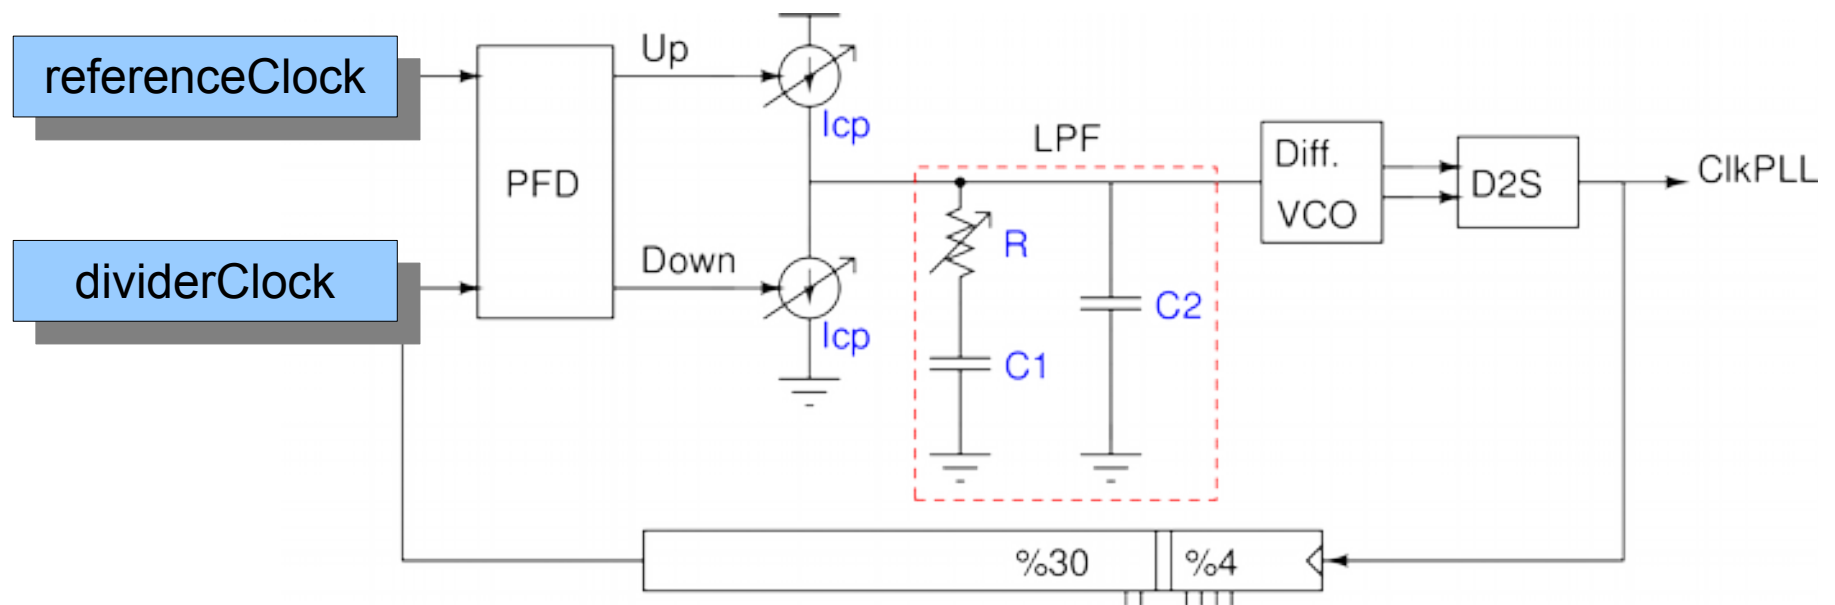 referenceClock
dividerClock
PFD
Up
Down
Icp
Icp
LPF
R
C1
C2
Diff.
VCO
D2S
ClkPLL
%30
%4